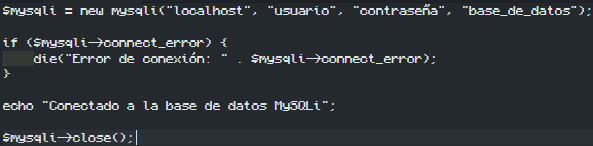 $mysqli = new mysqli("localhost", "usuario", "contraseña", "base_de_datos");
if ($mysqli->connect_error) {
die("Error de conexión: " . $mysqli->connect_error);
}
echo "Conectado a la base de datos MySQLi";
$mysqli->close();